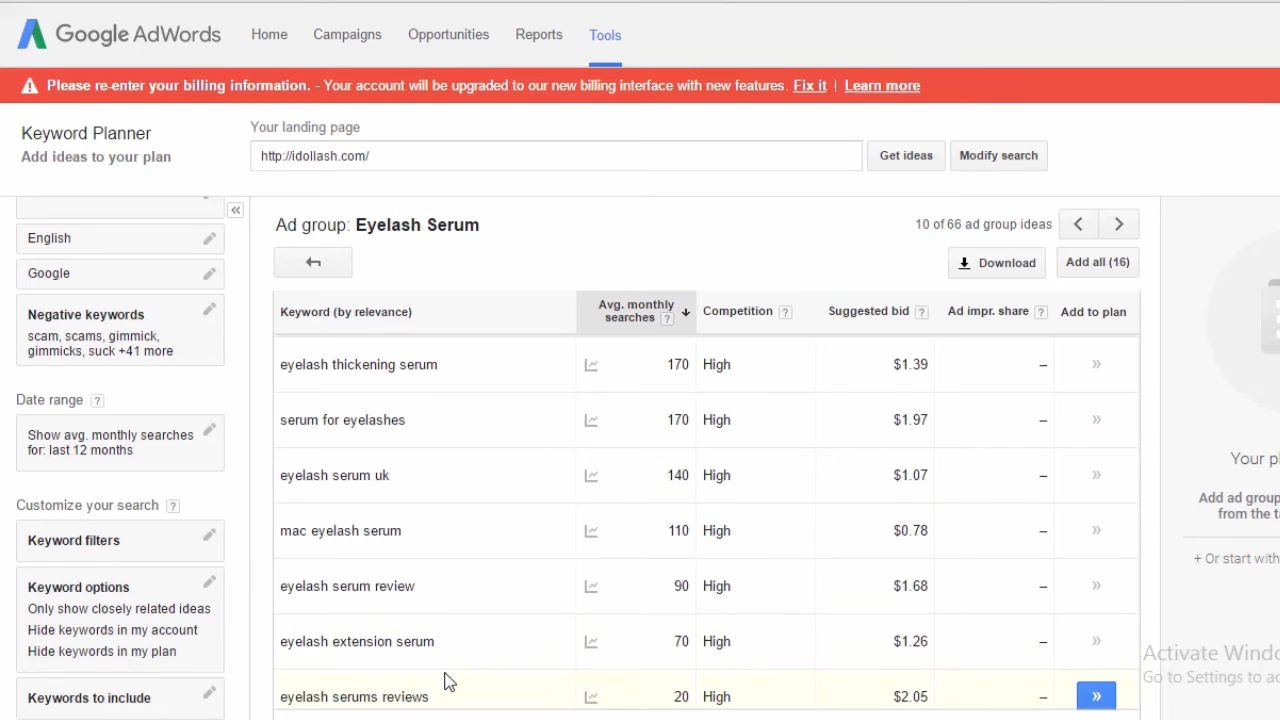 Google AdWords Home Campaigns Opportunities Reports Tools
Please re-enter your billing information. - Your account will be upgraded to our new billing interface with new features. Fix it | Learn more
Keyword Planner
Add ideas to your plan
Your landing page
http://idollash.com/ Get ideas Modify search
English
Google
Negative keywords
scam, scams, gimmick,
gimmicks, suck +41 more
Date range ?
Show avg. monthly searches
for: last 12 months
Customize your search ?
Keyword filters
Keyword options
Only show closely related ideas
Hide keywords in my account
Hide keywords in my plan
Keywords to include
Ad group: Eyelash Serum 10 of 66 ad group ideas
Download Add all (16)
Keyword (by relevance) Avg. monthly searches ? Competition ? Suggested bid ? Ad impr. share ? Add to plan
eyelash thickening serum 170 High $1.39 – »
serum for eyelashes 170 High $1.97 – »
eyelash serum uk 140 High $1.07 – »
mac eyelash serum 110 High $0.78 – »
eyelash serum review 90 High $1.68 – »
eyelash extension serum 70 High $1.26 – »
eyelash serums reviews 20 High $2.05 – »
Your
Add ad group
from the
+ Or start with
Activate
Go to Settings to